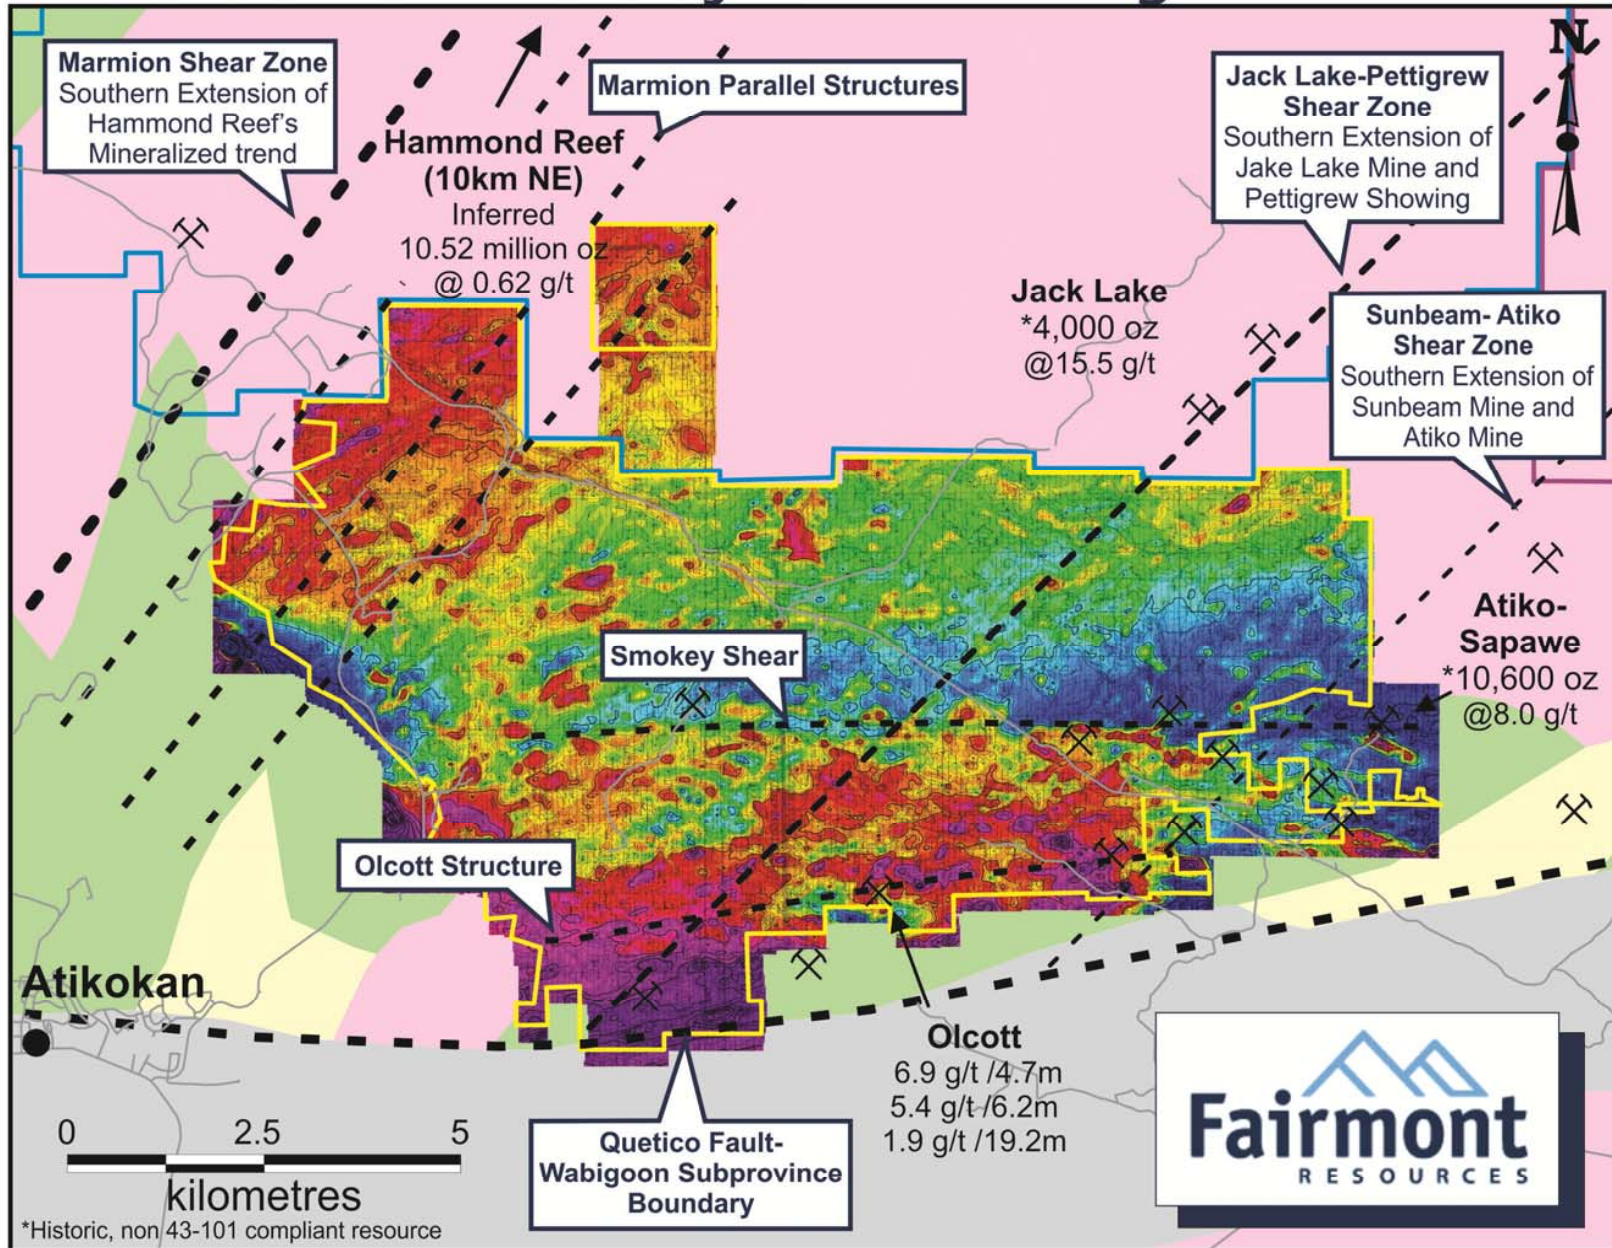 Marmion Shear Zone
Southern Extension of
Hammond Reef's
Mineralized trend
Marmion Parallel Structures
Hammond Reef
(10km NE)
Inferred
10.52 million oz
@ 0.62 g/t
N
Jack Lake-Pettigrew
Shear Zone
Southern Extension of
Jake Lake Mine and
Pettigrew Showing
Jack Lake
*4,000 oz
@15.5 g/t
Sunbeam- Atiko
Shear Zone
Southern Extension of
Sunbeam Mine and
Atiko Mine
Atiko-
Sapawe
*10,600 oz
@8.0 g/t
Smokey Shear
Olcott Structure
Atikokan
Olcott
6.9 g/t /4.7m
5.4 g/t /6.2m
1.9 g/t /19.2m
Quetico Fault-
Wabigoon Subprovince
Boundary
0 2.5 5
kilometres
*Historic, non 43-101 compliant resource
Fairmont
RESOURCES